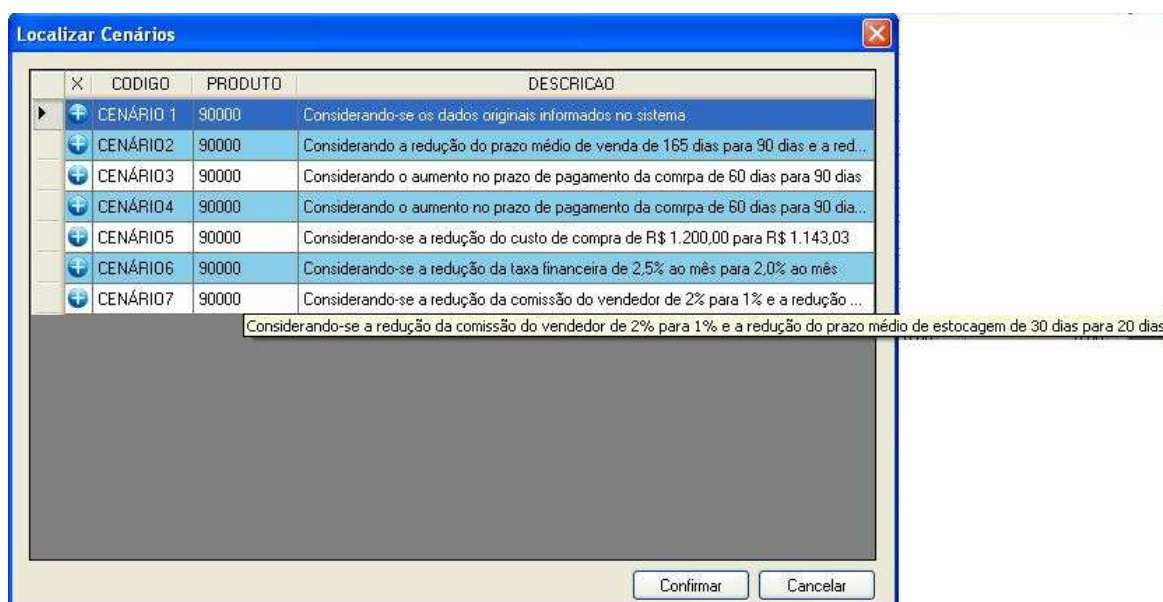 Localizar Cenários
X CODIGO PRODUTO DESCRICAO
CENÁRIO 1 90000 Considerando-se os dados originais informados no sistema
CENÁRIO2 90000 Considerando a redução do prazo médio de venda de 165 dias para 90 dias e a red...
CENÁRIO3 90000 Considerando o aumento no prazo de pagamento da comrpa de 60 dias para 90 dias
CENÁRIO4 90000 Considerando o aumento no prazo de pagamento da comrpa de 60 dias para 90 dia...
CENÁRIO5 90000 Considerando-se a redução do custo de compra de R$ 1.200,00 para R$ 1.143,03
CENÁRIO6 90000 Considerando-se a redução da taxa financeira de 2,5% ao mês para 2,0% ao mês
CENÁRIO7 90000 Considerando-se a redução da comissão do vendedor de 2% para 1% e a redução ...
Considerando-se a redução da comissão do vendedor de 2% para 1% e a redução do prazo médio de estocagem de 30 dias para 20 dias
Confirmar Cancelar